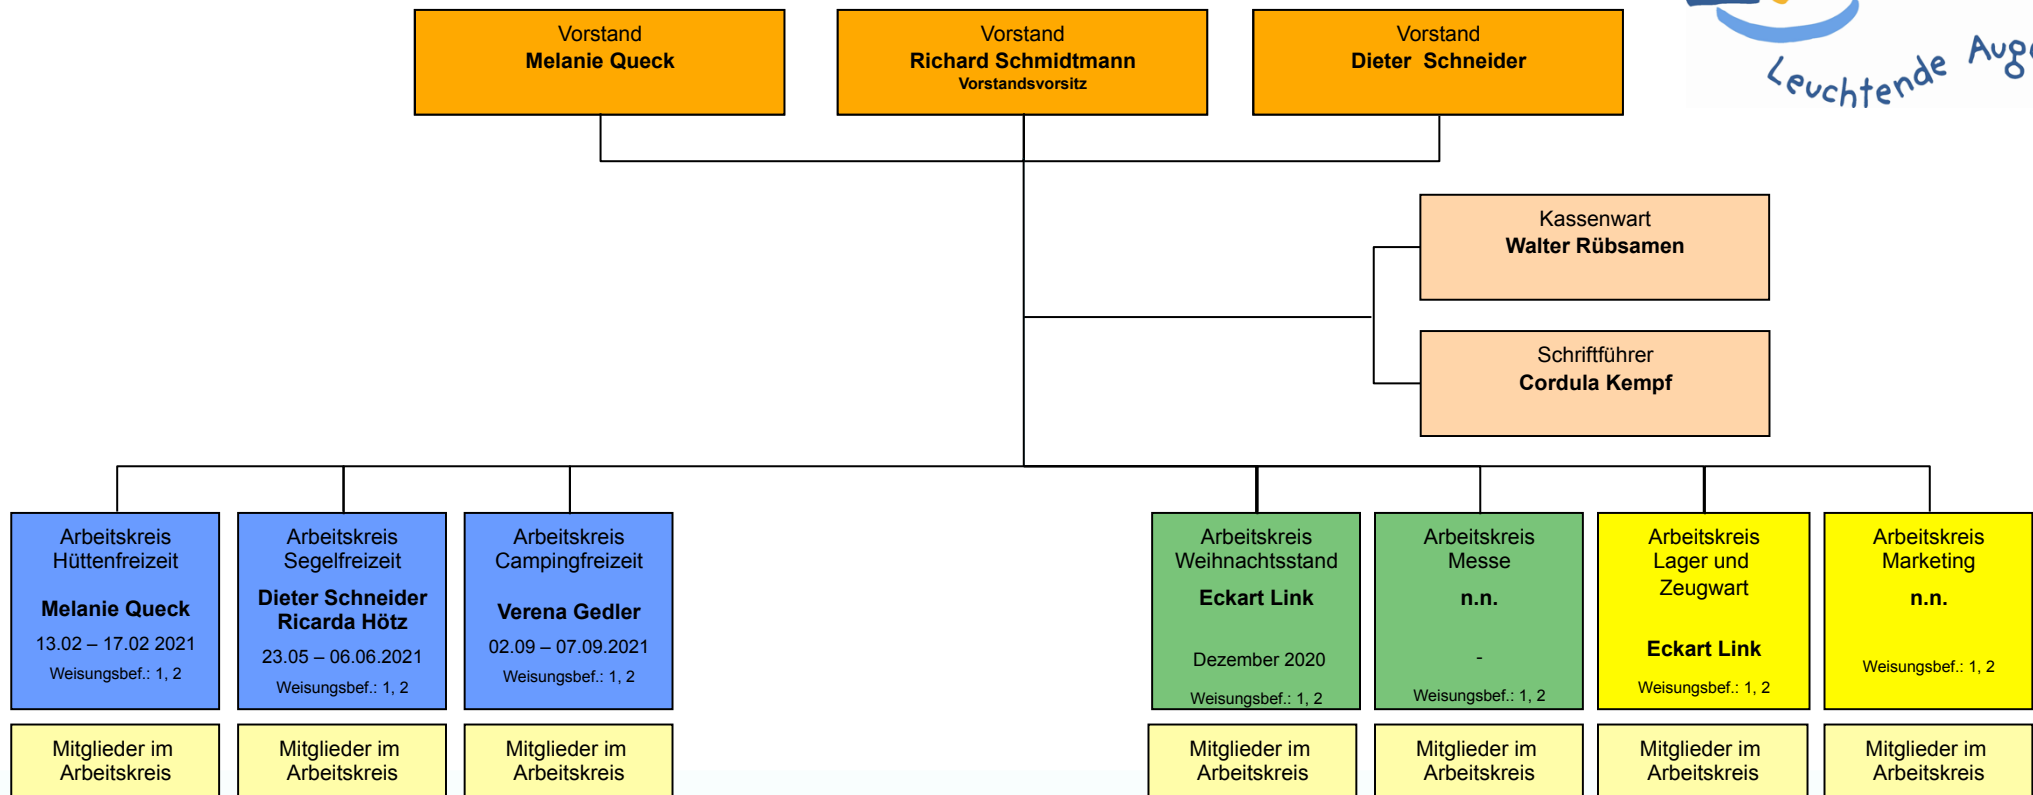 Vorstand
Melanie Queck
Vorstand
Richard Schmidtmann
Vorstandsvorsitz
Vorstand
Dieter Schneider
Leuchtende
Kassenwart
Walter Rübsamen
Schriftführer
Cordula Kempf
Arbeitskreis
Hüttenfreizeit
Melanie Queck
13.02 – 17.02 2021
Weisungsbef.: 1, 2
Arbeitskreis
Segelfreizeit
Dieter Schneider
Ricarda Hötz
23.05 – 06.06.2021
Weisungsbef.: 1, 2
Arbeitskreis
Campingfreizeit
Verena Gedler
02.09 – 07.09.2021
Weisungsbef.: 1, 2
Arbeitskreis
Weihnachtsstand
Eckart Link
Dezember 2020
Weisungsbef.: 1, 2
Arbeitskreis
Messe
n.n.
-
Weisungsbef.: 1, 2
Arbeitskreis
Lager und
Zeugwart
Eckart Link
Weisungsbef.: 1, 2
Arbeitskreis
Marketing
n.n.
Weisungsbef.: 1, 2
Mitglieder im
Arbeitskreis
Mitglieder im
Arbeitskreis
Mitglieder im
Arbeitskreis
Mitglieder im
Arbeitskreis
Mitglieder im
Arbeitskreis
Mitglieder im
Arbeitskreis
Mitglieder im
Arbeitskreis